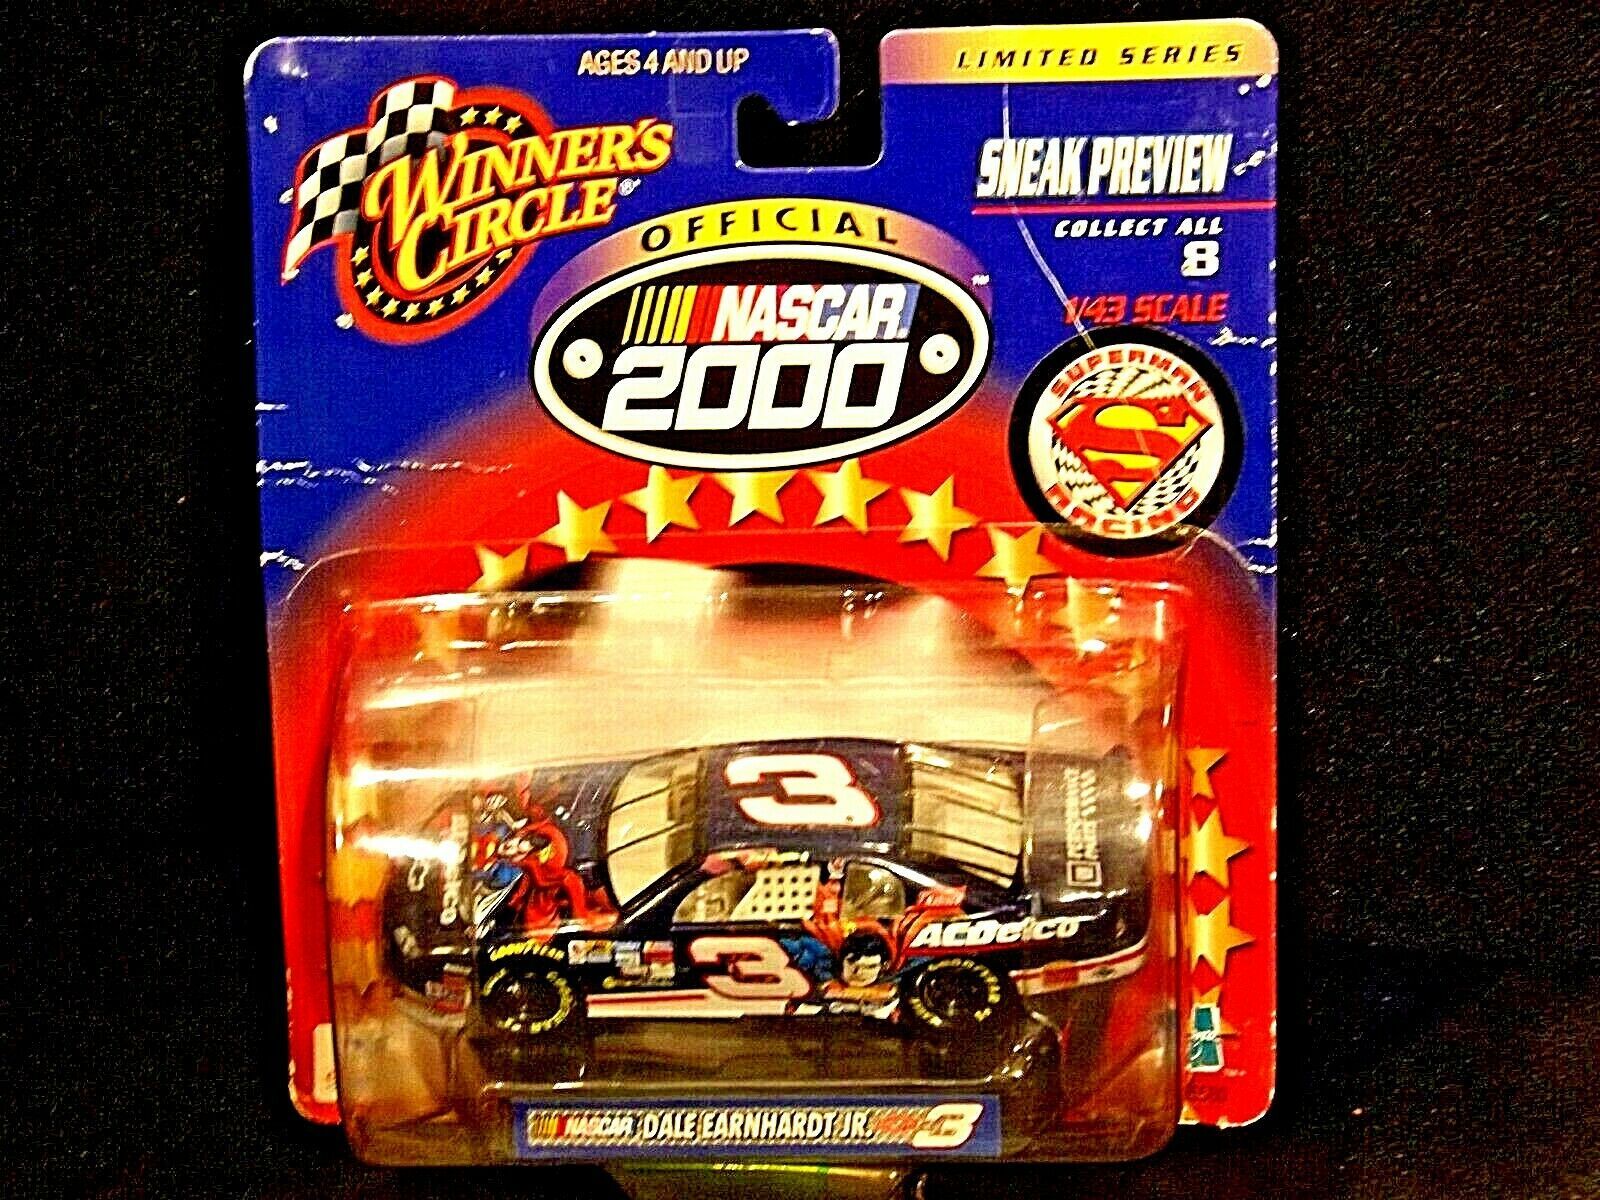 AGES 4 AND UP
LIMITED SERIES
WINNER'S
CIRCLE®
SNEAK PREVIEW
COLLECT ALL
8
1/43 SCALE
OFFICIAL
NASCAR
2000
SUPERMAN
S
RACING
3
ACDelco
3
GOODYEAR
NASCAR DALE EARNHARDT JR. 3